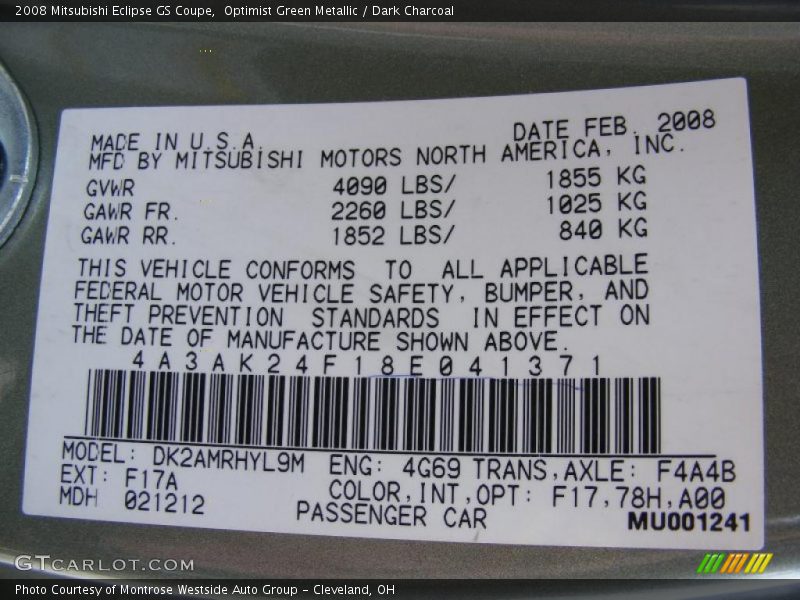 2008 Mitsubishi Eclipse GS Coupe,  Optimist Green Metallic / Dark Charcoal
MADE IN U.S.A. DATE FEB. 2008
MFD BY MITSUBISHI MOTORS NORTH AMERICA, INC.
GVWR 4090 LBS/ 1855 KG
GAWR FR. 2260 LBS/ 1025 KG
GAWR RR. 1852 LBS/ 840 KG
THIS VEHICLE CONFORMS TO ALL APPLICABLE
FEDERAL MOTOR VEHICLE SAFETY, BUMPER, AND
THEFT PREVENTION STANDARDS IN EFFECT ON
THE DATE OF MANUFACTURE SHOWN ABOVE.
4A3AK24F18E041371
MODEL: DK2AMRHYL9M ENG: 4G69 TRANS,AXLE: F4A4B
EXT: F17A COLOR,INT,OPT: F17,78H,A00
MDH 021212 PASSENGER CAR MU001241
GTCARLOT.COM
Photo Courtesy of Montrose Westside Auto Group - Cleveland, OH